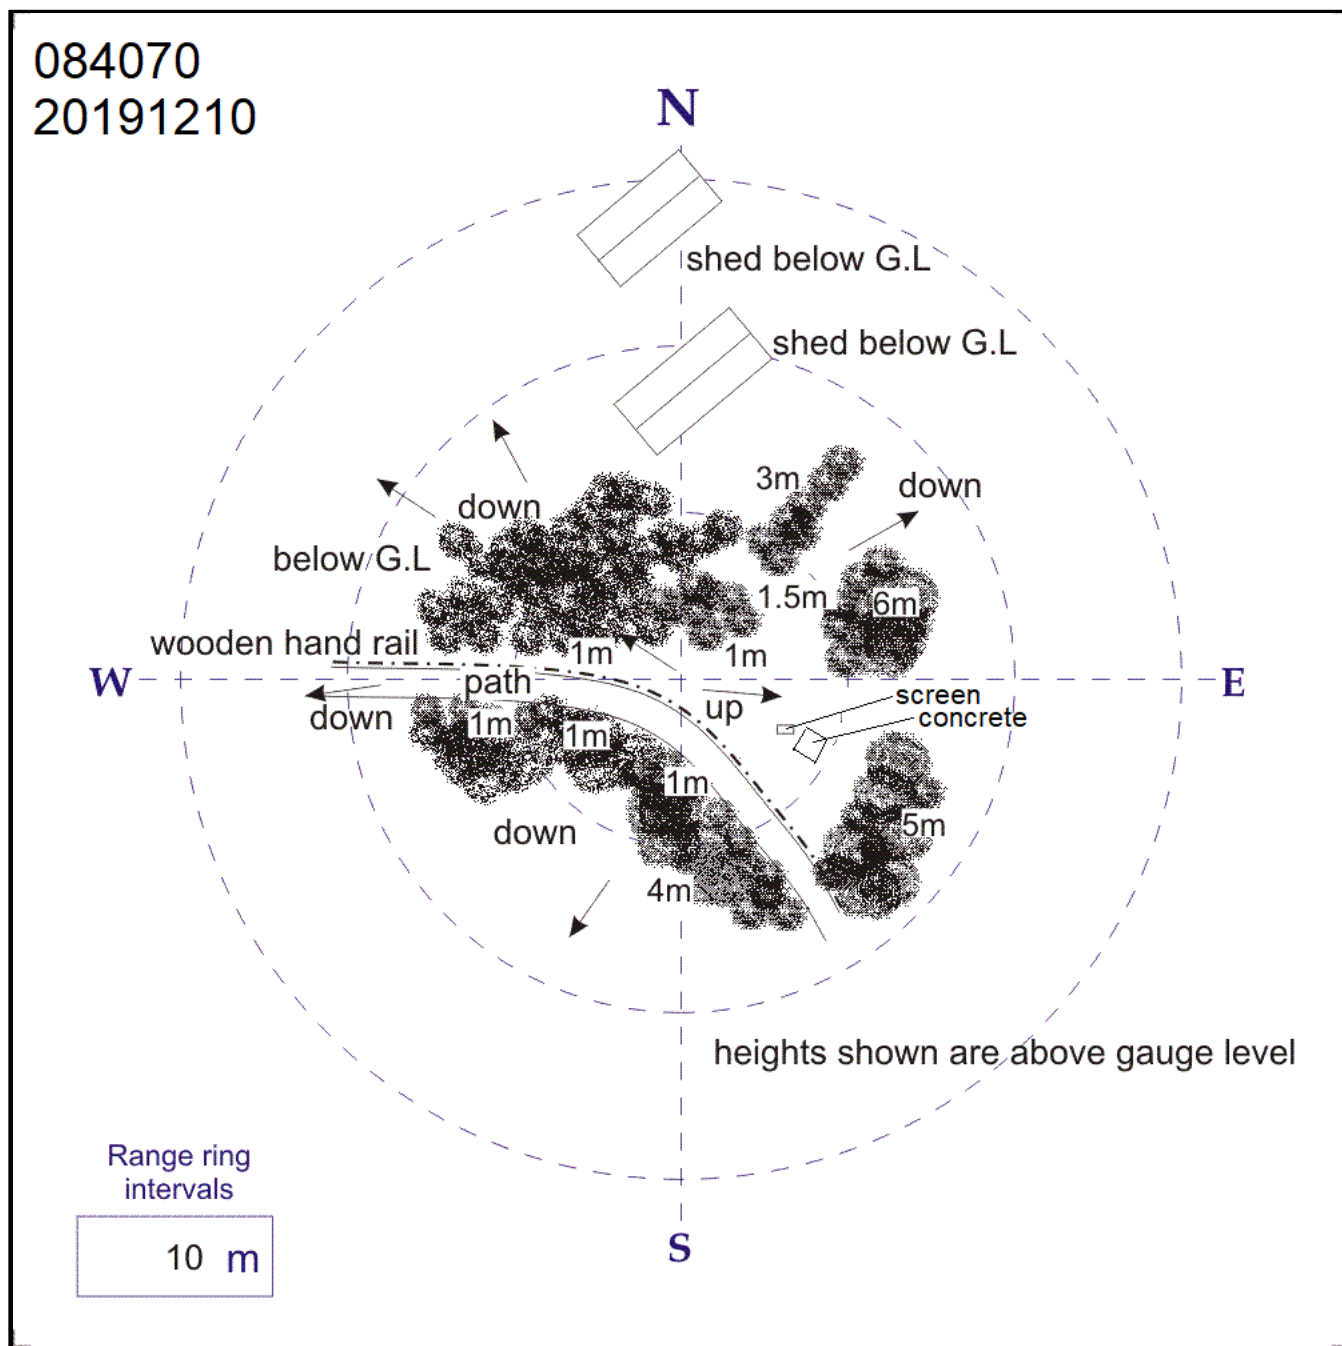 084070
20191210
N
shed below G.L
shed below G.L
3m
down
down
below G.L
1.5m
6m
wooden hand rail
1m
1m
W
path
E
screen
down
1m
up
concrete
1m
1m
5m
down
4m
heights shown are above gauge level
Range ring
intervals
10 m
S